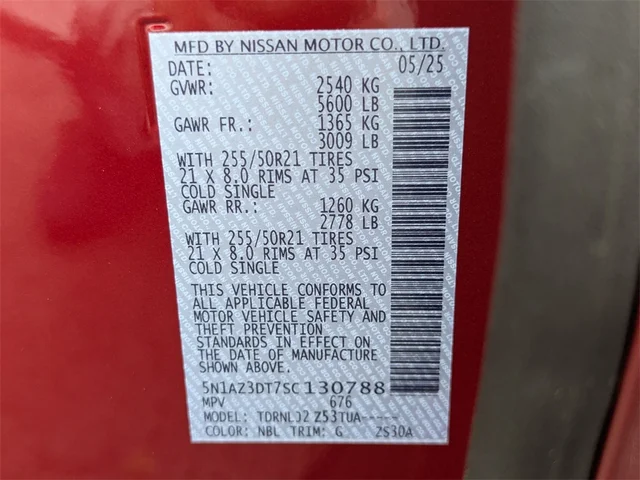 MFD BY NISSAN MOTOR CO., LTD.
DATE: 05/25
GVWR: 2540 KG
5600 LB
GAWR FR.: 1365 KG
3009 LB
WITH 255/50R21 TIRES
21 X 8.0 RIMS AT 35 PSI
COLD SINGLE
GAWR RR.: 1260 KG
2778 LB
WITH 255/50R21 TIRES
21 X 8.0 RIMS AT 35 PSI
COLD SINGLE
THIS VEHICLE CONFORMS TO
ALL APPLICABLE FEDERAL
MOTOR VEHICLE SAFETY AND
THEFT PREVENTION
STANDARDS IN EFFECT ON
THE DATE OF MANUFACTURE
SHOWN ABOVE.
5N1AZ3DT7SC130788
MPV 676
MODEL: Z53TUA-----
COLOR: NBL TRIM: G ZS30A